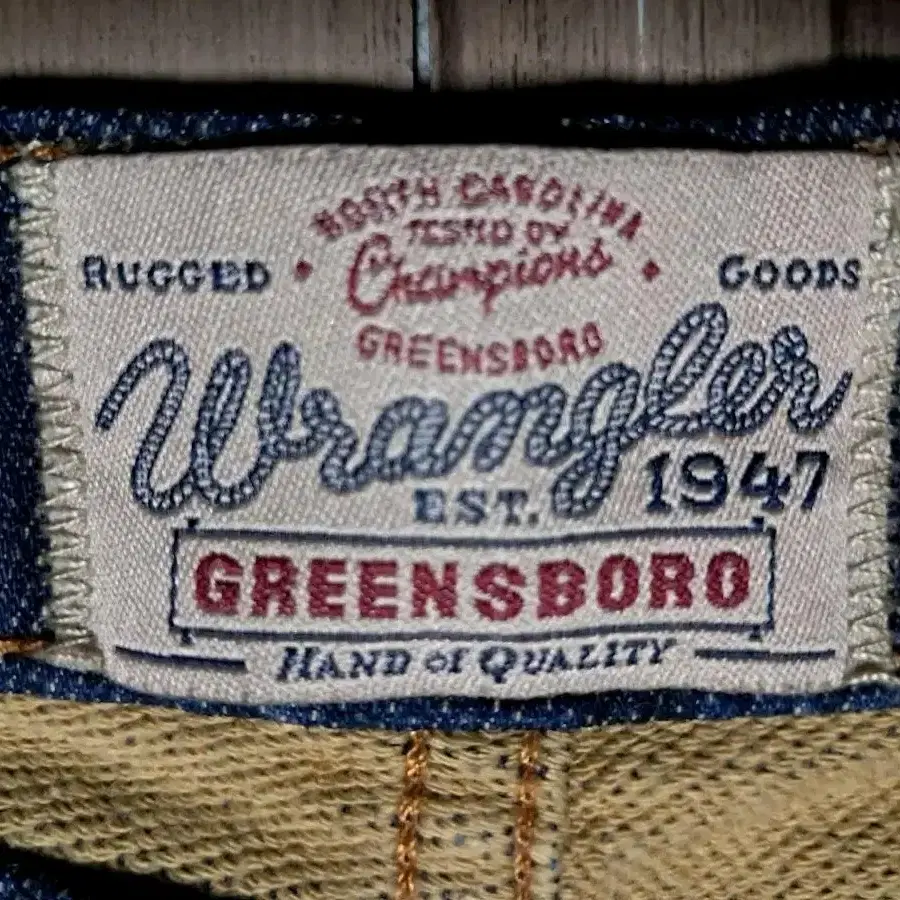 NORTH CAROLINA
TESTED BY
RUGGED • Champions • GOODS
GREENSBORO
Wrangler
EST. 1947
GREENSBORO
HAND OF QUALITY